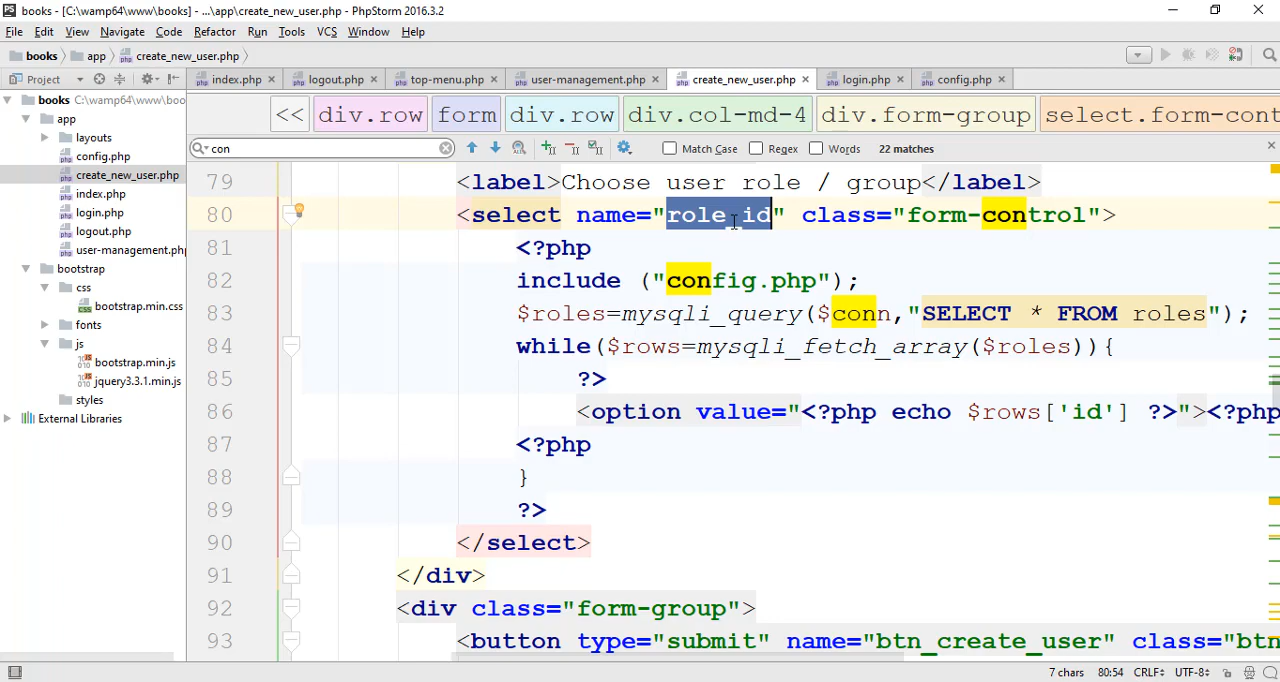 books - [C:\wamp64\www\books] - ...\app\create_new_user.php - PhpStorm 2016.3.2
File Edit View Navigate Code Refactor Run Tools VCS Window Help
books app create_new_user.php
Project index.php logout.php top-menu.php user-management.php create_new_user.php login.php config.php
books C:\wamp64\www\boo
app
layouts
config.php
create_new_user.php
index.php
login.php
logout.php
user-management.php
bootstrap
css
bootstrap.min.css
fonts
js
bootstrap.min.js
jquery3.3.1.min.js
styles
External Libraries
<< div.row form div.row div.col-md-4 div.form-group select.form-cont
con Match Case Regex Words 22 matches
79 <label>Choose user role / group</label>
80 <select name="role_id" class="form-control">
81 <?php
82 include ("config.php");
83 $roles=mysqli_query($conn,"SELECT * FROM roles");
84 while($rows=mysqli_fetch_array($roles)){
85 ?>
86 <option value="<?php echo $rows['id'] ?>"><?php
87 <?php
88 }
89 ?>
90 </select>
91 </div>
92 <div class="form-group">
93 <button type="submit" name="btn_create_user" class="btn
7 chars 80:54 CRLF UTF-8